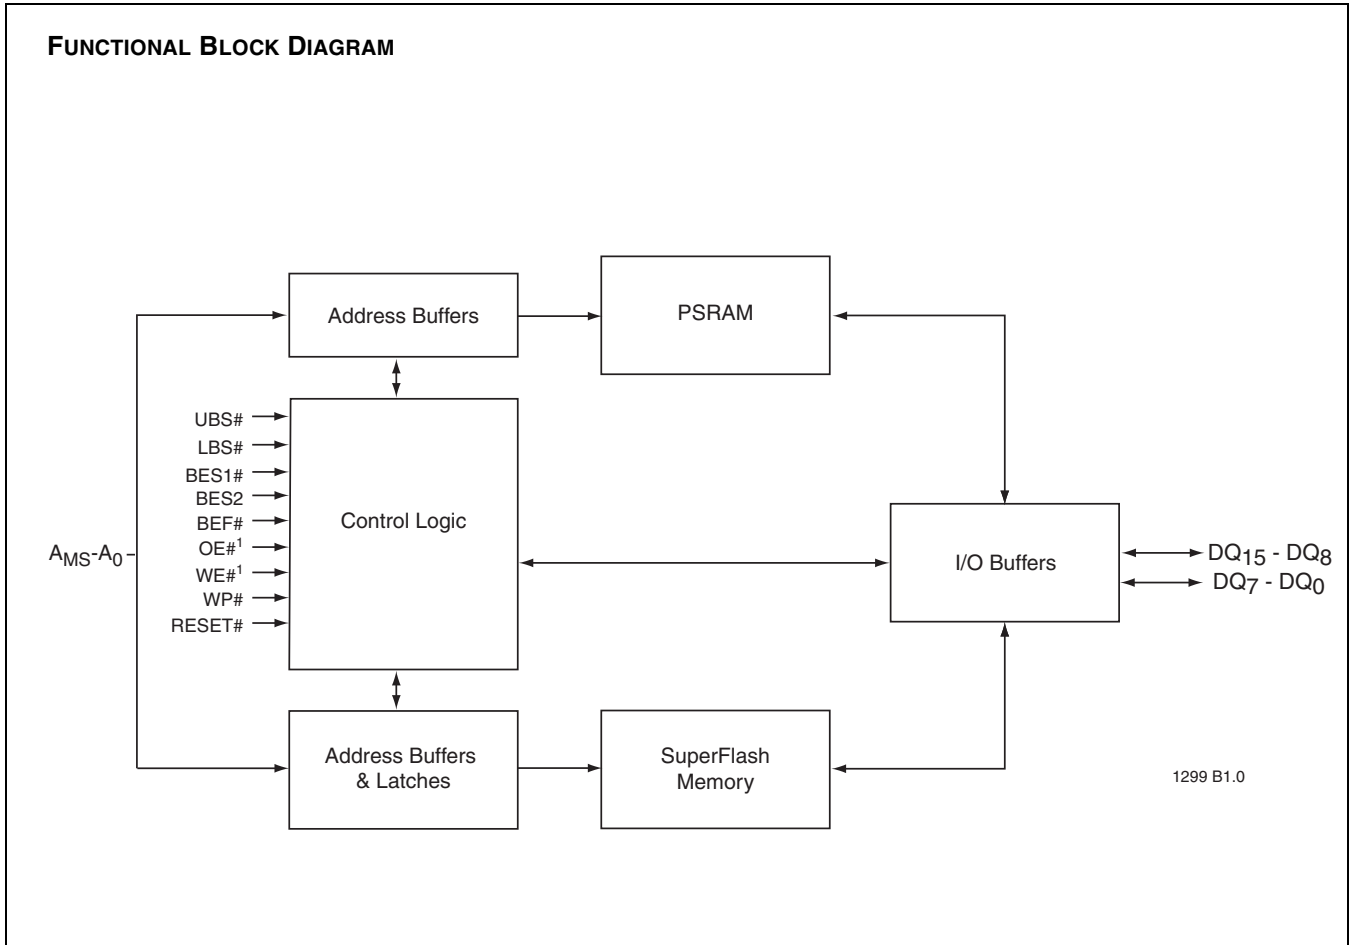 FUNCTIONAL BLOCK DIAGRAM
Address Buffers
PSRAM
UBS#
LBS#
BES1#
BES2
BEF#
OE#1
WE#1
WP#
RESET#
Control Logic
AMS-A0
I/O Buffers
DQ15 - DQ8
DQ7 - DQ0
Address Buffers
& Latches
SuperFlash
Memory
1299 B1.0